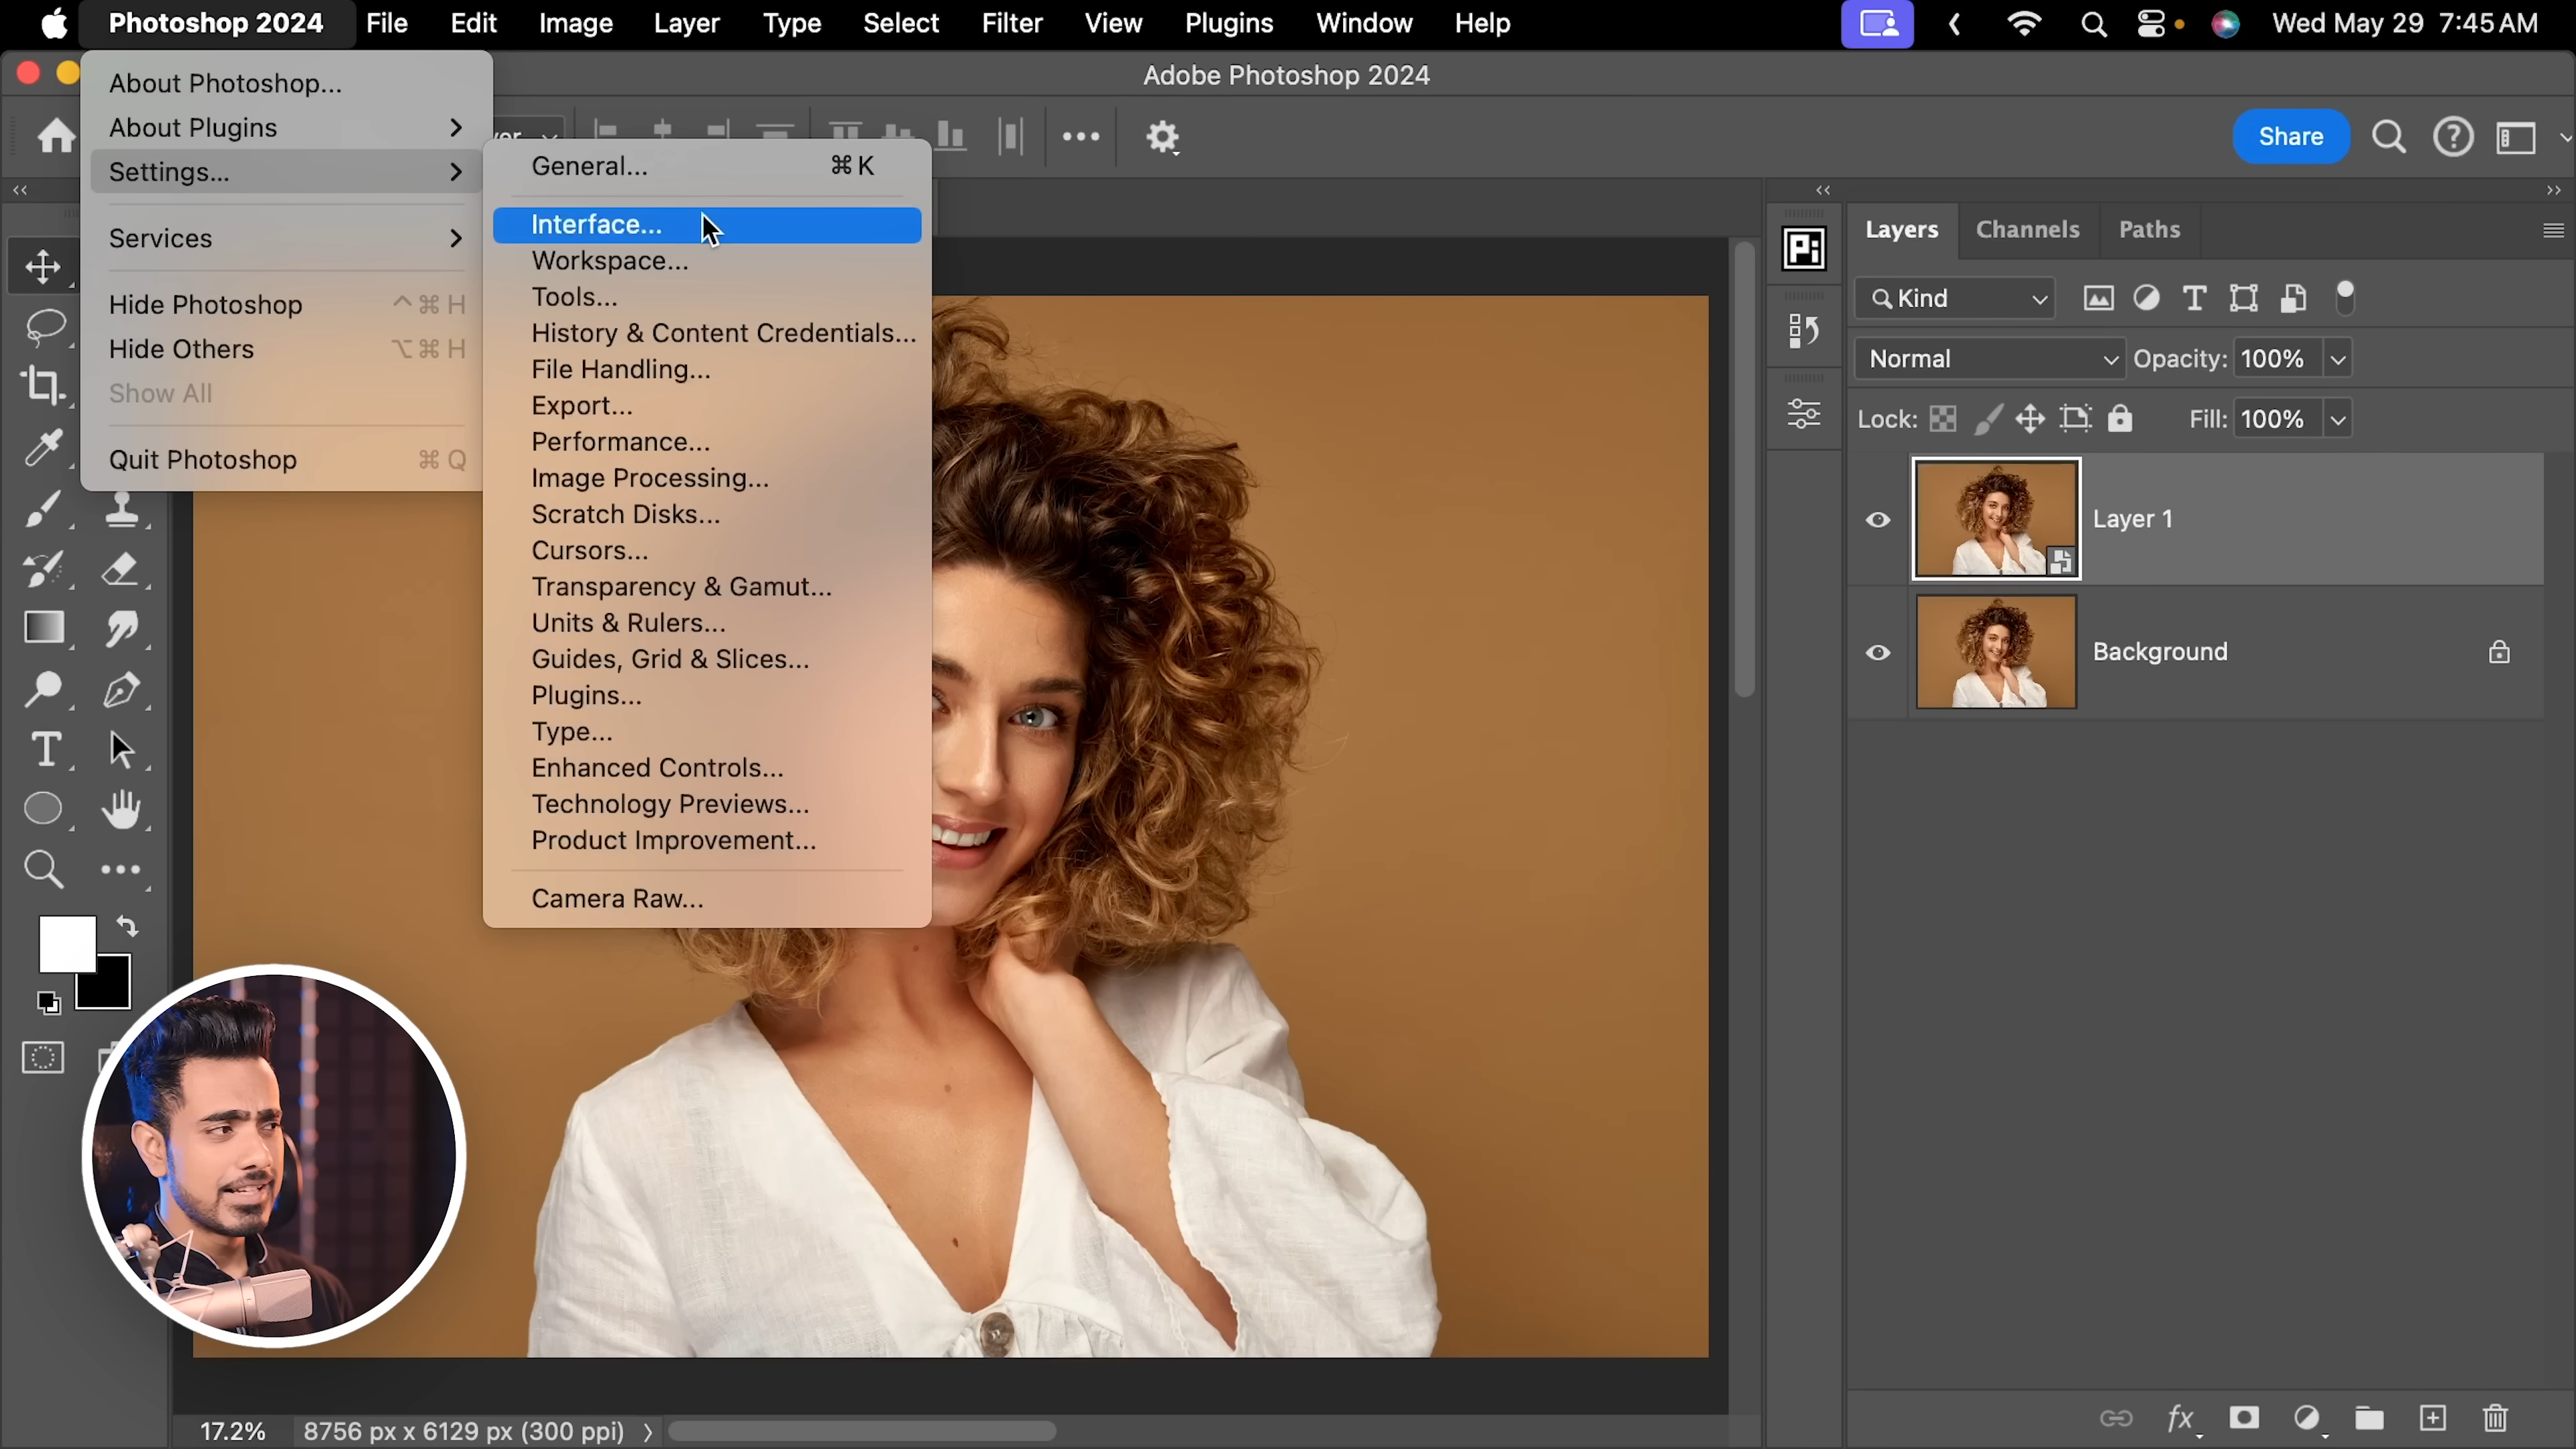 Photoshop 2024 File Edit Image Layer Type Select Filter View Plugins Window Help Wed May 29 7:45 AM
Adobe Photoshop 2024
About Photoshop...
About Plugins
Settings...
Services
Hide Photoshop ^⌘H
Hide Others ⌥⌘H
Show All
Quit Photoshop ⌘Q
General... ⌘K
Interface...
Workspace...
Tools...
History & Content Credentials...
File Handling...
Export...
Performance...
Image Processing...
Scratch Disks...
Cursors...
Transparency & Gamut...
Units & Rulers...
Guides, Grid & Slices...
Plugins...
Type...
Enhanced Controls...
Technology Previews...
Product Improvement...
Camera Raw...
Share
Pi
Layers Channels Paths
Kind
Normal Opacity: 100%
Lock: Fill: 100%
Layer 1
Background
fx
17.2% 8756 px x 6129 px (300 ppi)